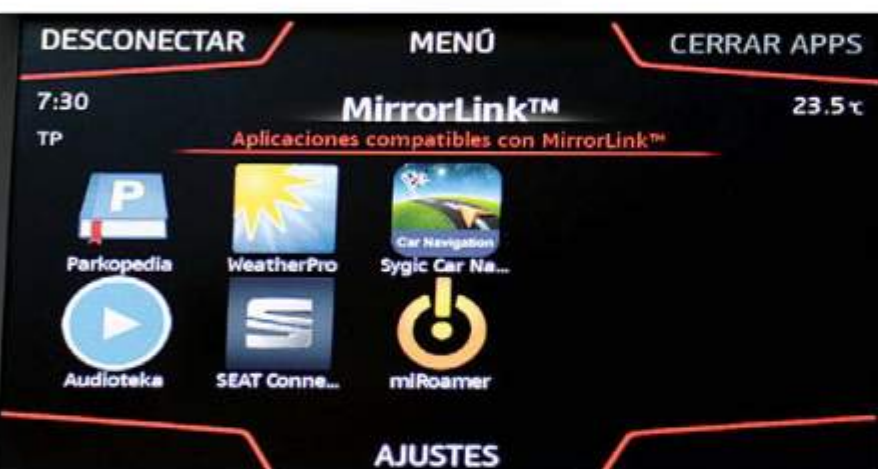 DESCONECTAR MENÚ CERRAR APPS
7:30 MirrorLink™ 23.5 ℃
TP Aplicaciones compatibles con MirrorLink™
P
Car Navigation
Parkopedia WeatherPro Sygic Car Na...
Audioteka SEAT Conne... miRoamer
AJUSTES